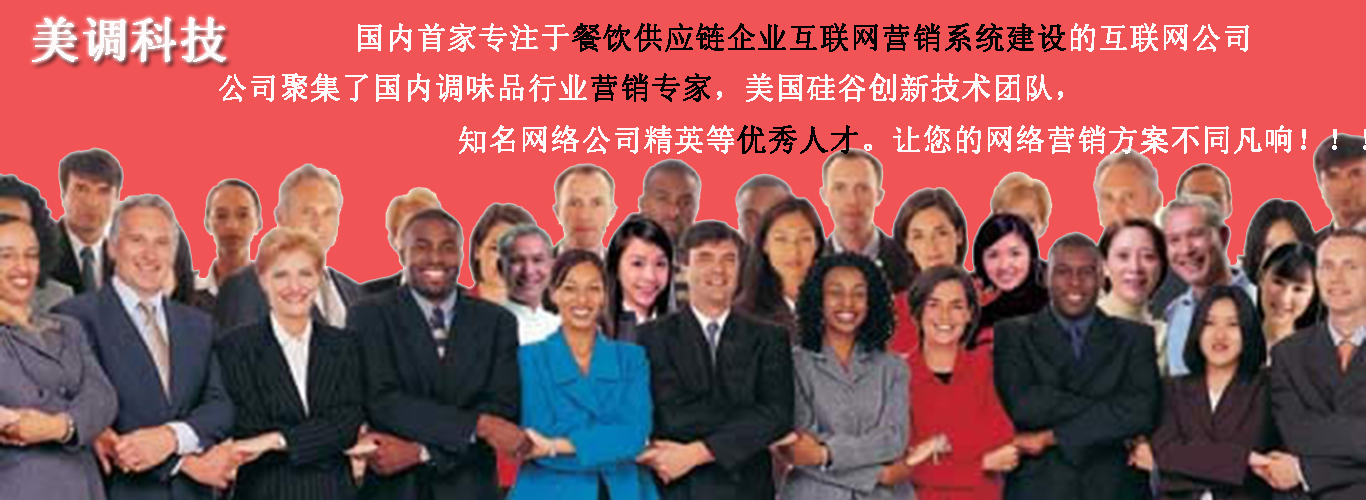 美调科技
国内首家专注于餐饮供应链企业互联网营销系统建设的互联网公司
公司聚集了国内调味品行业营销专家，美国硅谷创新技术团队，
知名网络公司精英等优秀人才。让您的网络营销方案不同凡响！！！